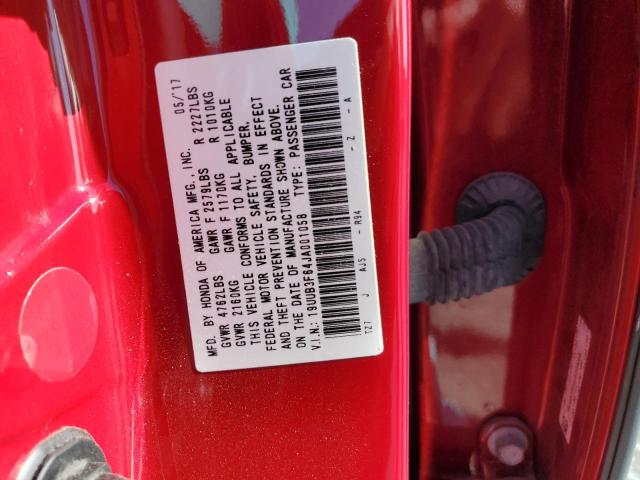 MFD. BY HONDA OF AMERICA MFG., INC. 05/'17
GVWR 4762LBS GAWR F 2579LBS R 2227LBS
GVWR 2160KG GAWR F 1170KG R 1010KG
THIS VEHICLE CONFORMS TO ALL APPLICABLE
FEDERAL MOTOR VEHICLE SAFETY, BUMPER,
AND THEFT PREVENTION STANDARDS IN EFFECT
ON THE DATE OF MANUFACTURE SHOWN ABOVE.
V.I.N.: 19UUB3F64JA001058 TYPE: PASSENGER CAR
TZ7 J AJ5 - R94 - Z - A